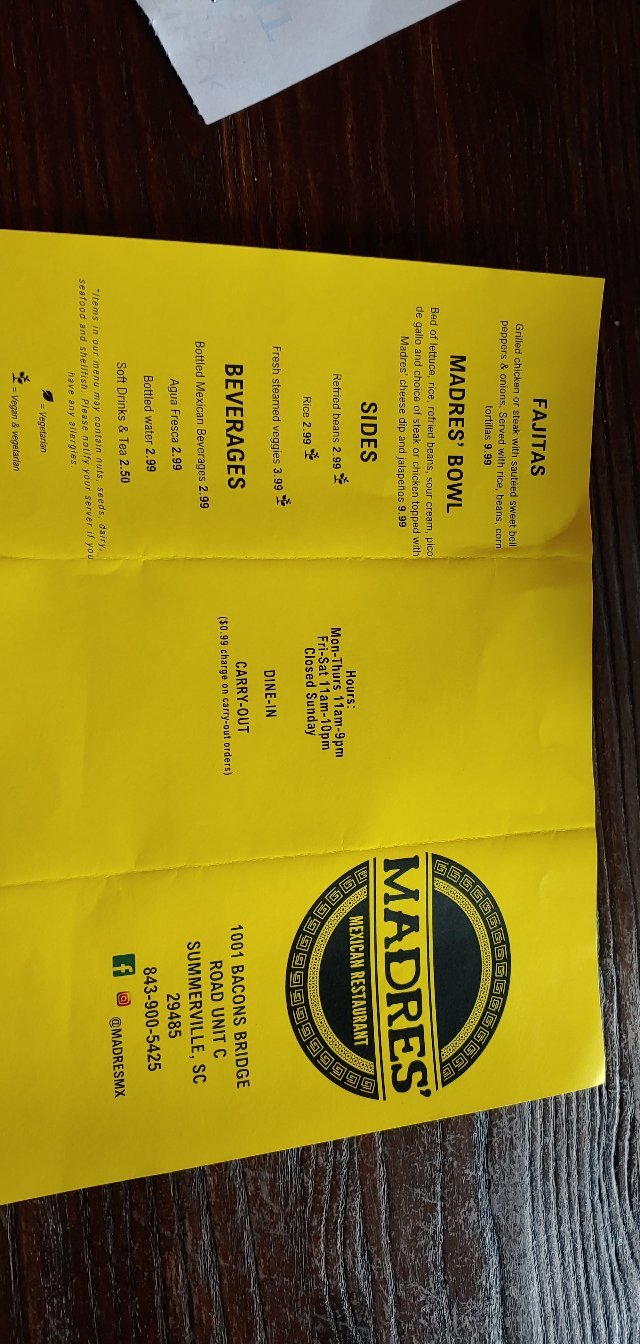 FAJITAS
Grilled chicken or steak with sautéed sweet bell
peppers & onions. Served with rice, beans, corn
tortillas 9.99
MADRES' BOWL
Bed of lettuce, rice, refried beans, sour cream, pico
de gallo and choice of steak or chicken topped with
Madres' cheese dip and jalapeños 9.99
SIDES
Refried beans 2.99
Rice 2.99
Fresh steamed veggies 3.99
BEVERAGES
Bottled Mexican Beverages 2.99
Agua Fresca 2.99
Bottled water 2.99
Soft Drinks & Tea 2.50
*Items in our menu may contain nuts, seeds, dairy,
seafood and shellfish. Please notify your server if you
have any allergies.
= Vegetarian
= Vegan & vegetarian
Hours:
Mon-Thurs 11am-9pm
Fri-Sat 11am-10pm
Closed Sunday
DINE-IN
CARRY-OUT
($0.99 charge on carry-out orders)
MADRES'
MEXICAN RESTAURANT
1001 BACONS BRIDGE
ROAD UNIT C
SUMMERVILLE, SC
29485
843-900-5425
@MADRESMX